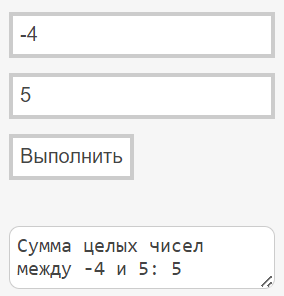 -4
5
Выполнить
Сумма целых чисел
между -4 и 5: 5